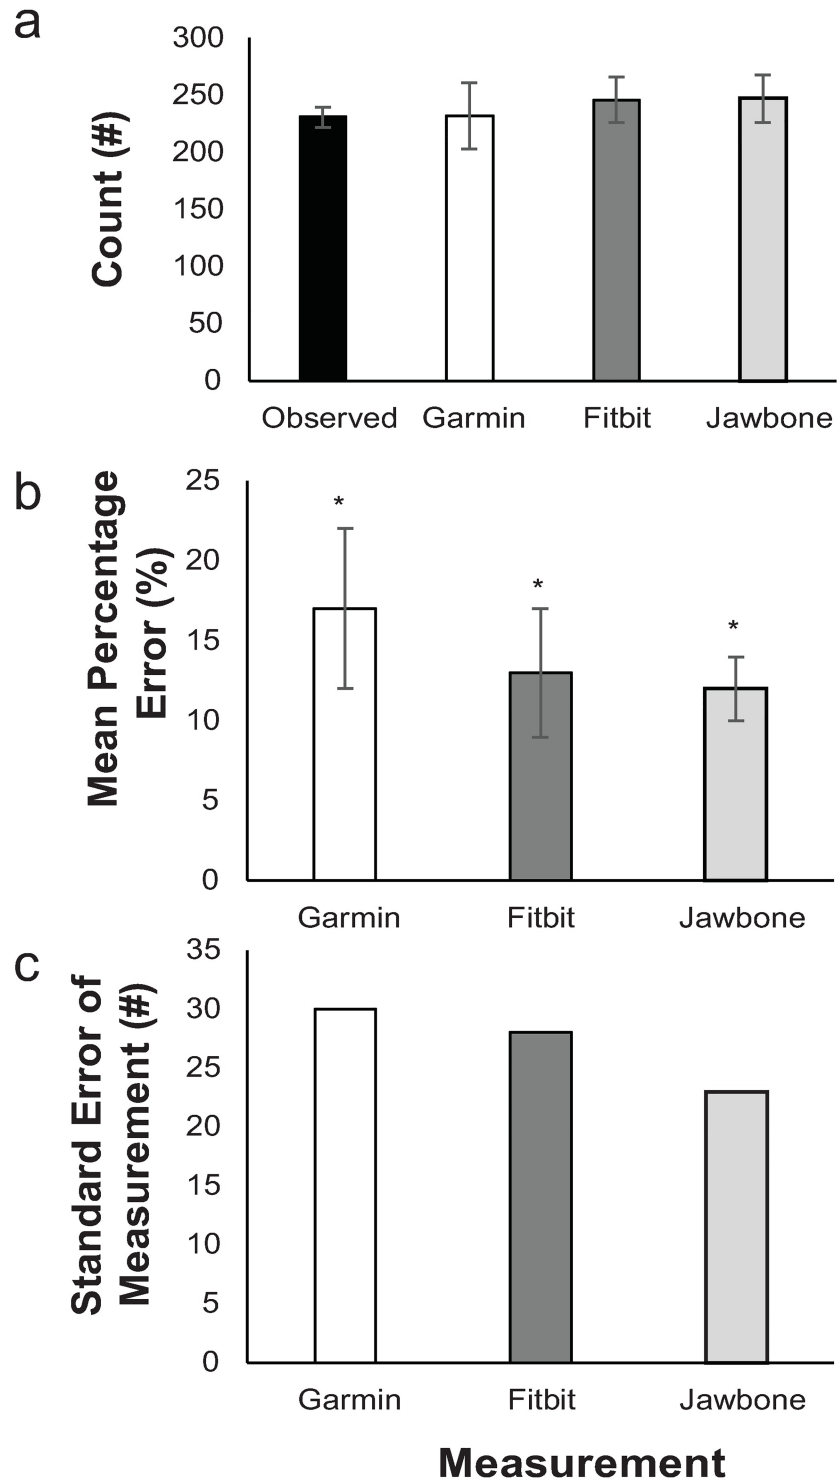 a
Count (#)
300
250
200
150
100
50
0
Observed Garmin Fitbit Jawbone
b
Mean Percentage
Error (%)
25
20
15
10
5
0
*
*
*
Garmin Fitbit Jawbone
c
Standard Error of
Measurement (#)
35
30
25
20
15
10
5
0
Garmin Fitbit Jawbone
Measurement